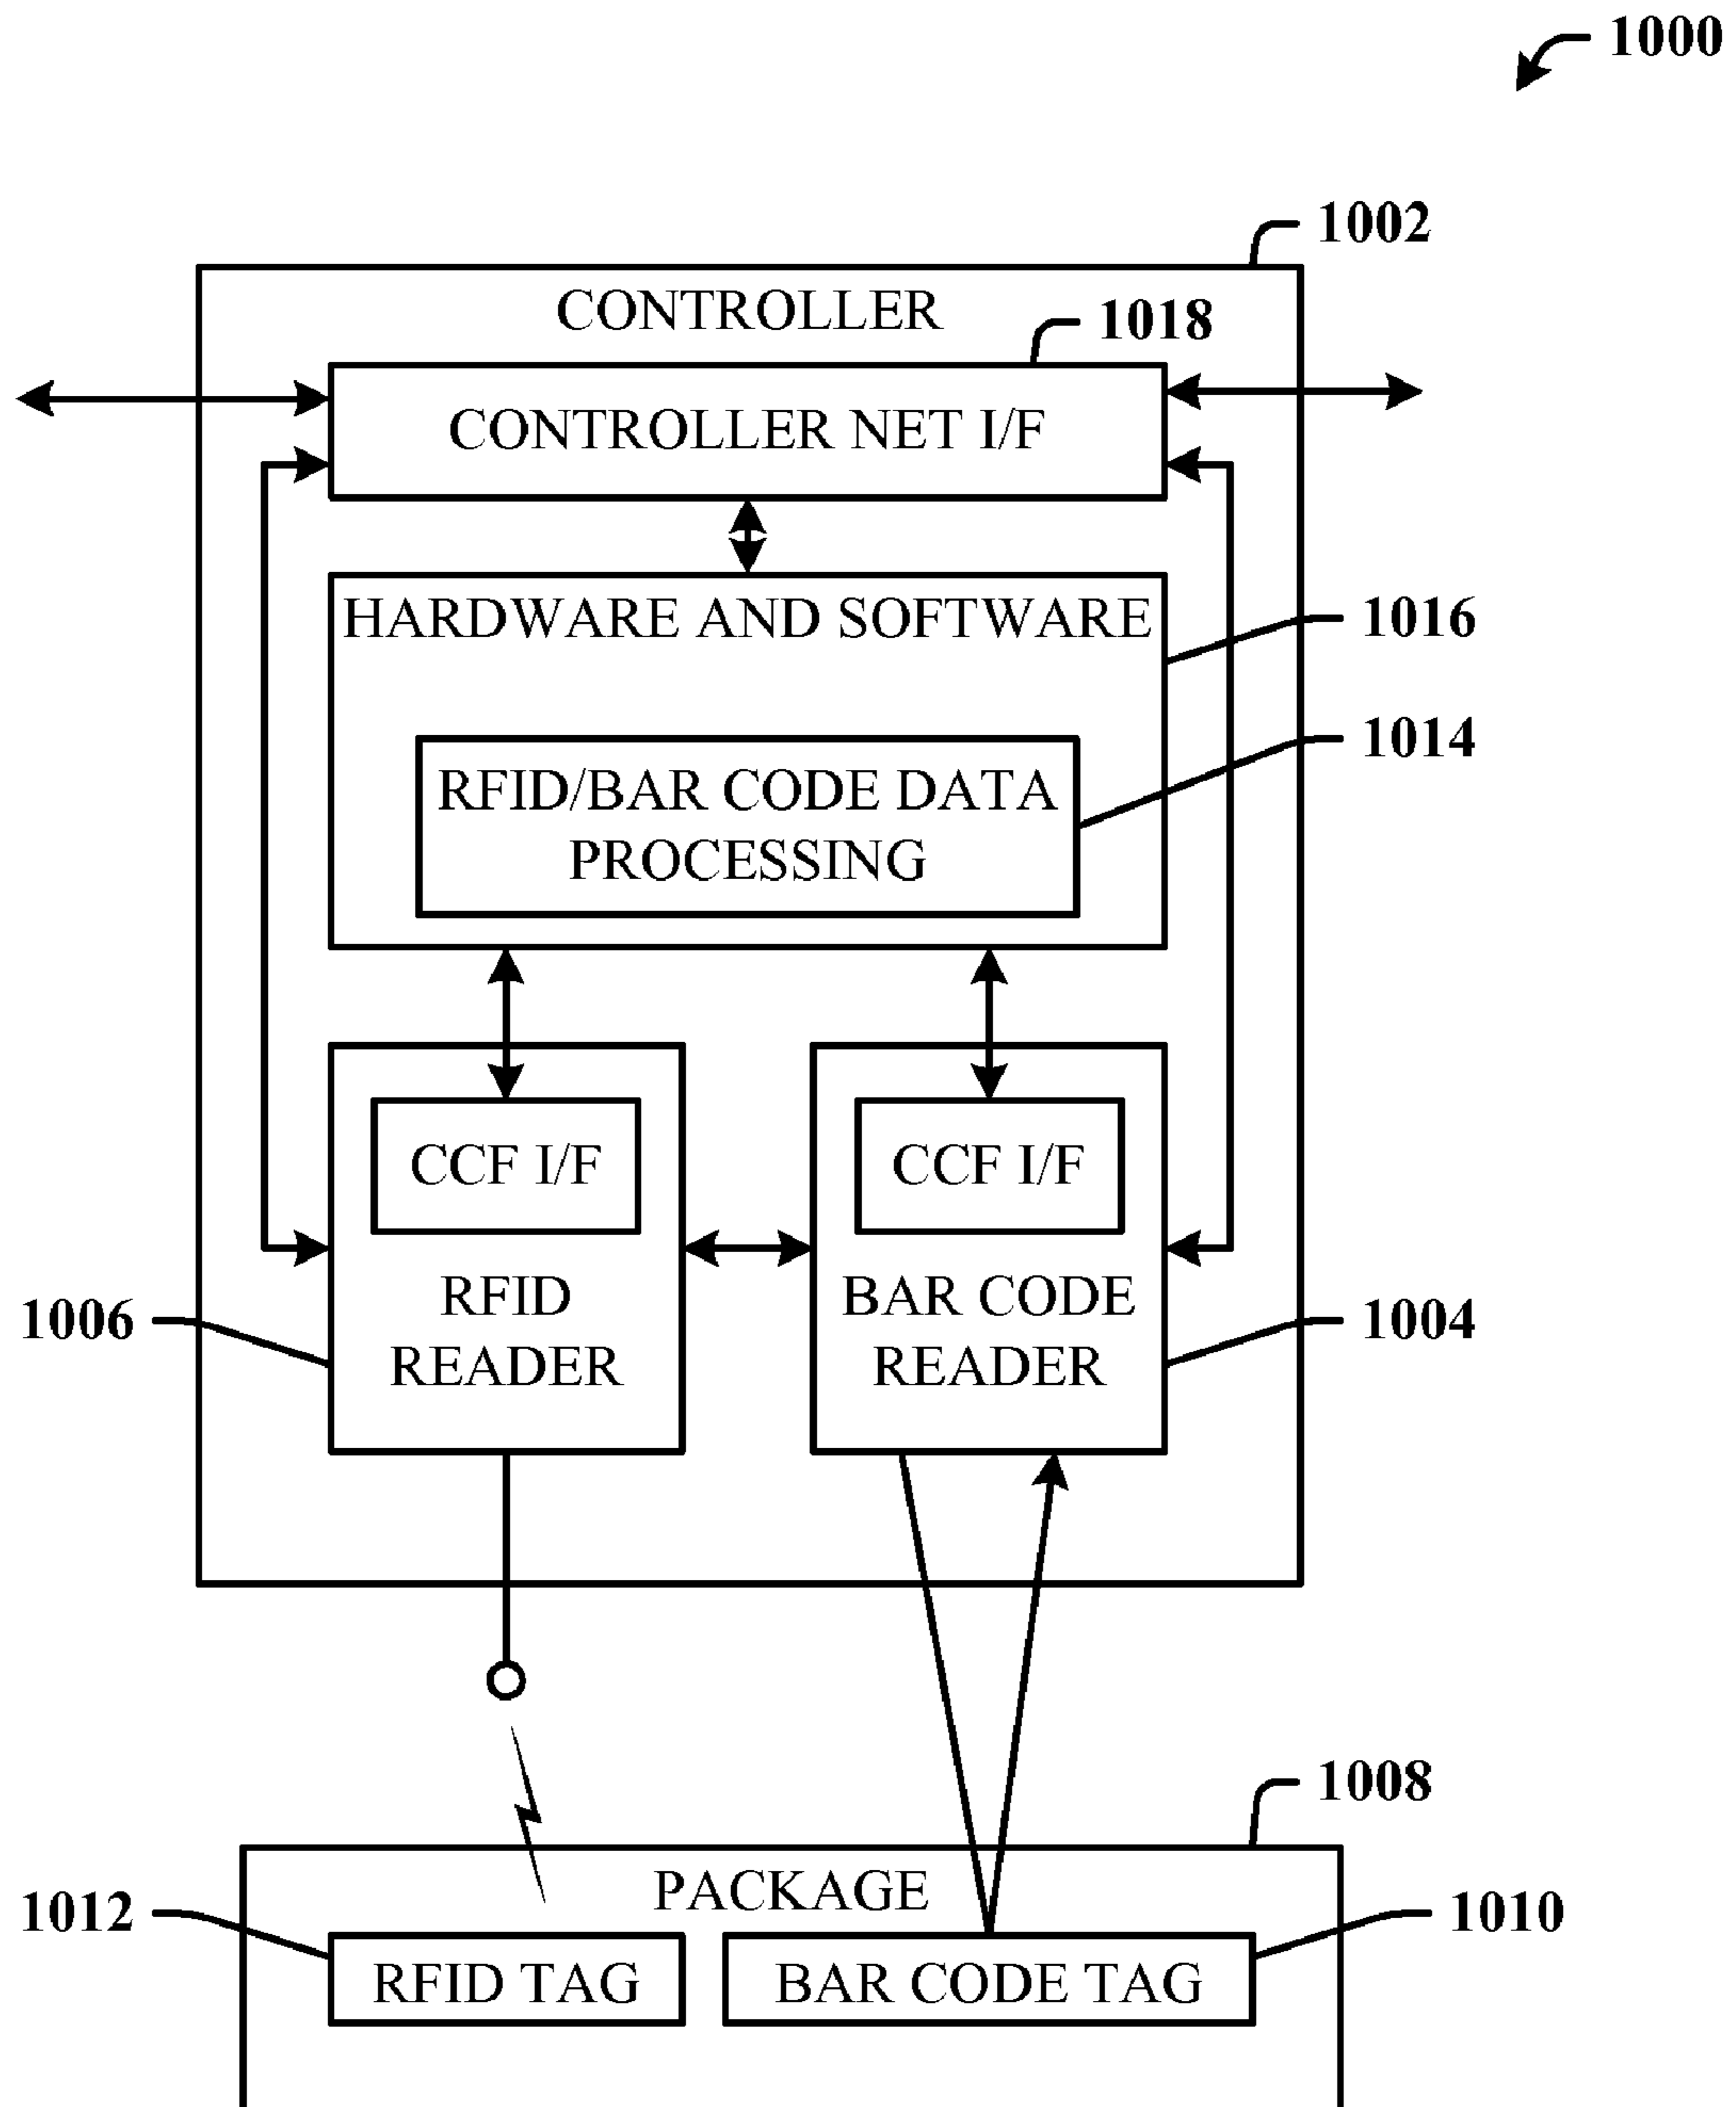 1000
1002
CONTROLLER
1018
CONTROLLER NET I/F
HARDWARE AND SOFTWARE
1016
1014
RFID/BAR CODE DATA
PROCESSING
CCF I/F
CCF I/F
RFID
READER
BAR CODE
READER
1006
1004
1008
PACKAGE
1012
1010
RFID TAG
BAR CODE TAG